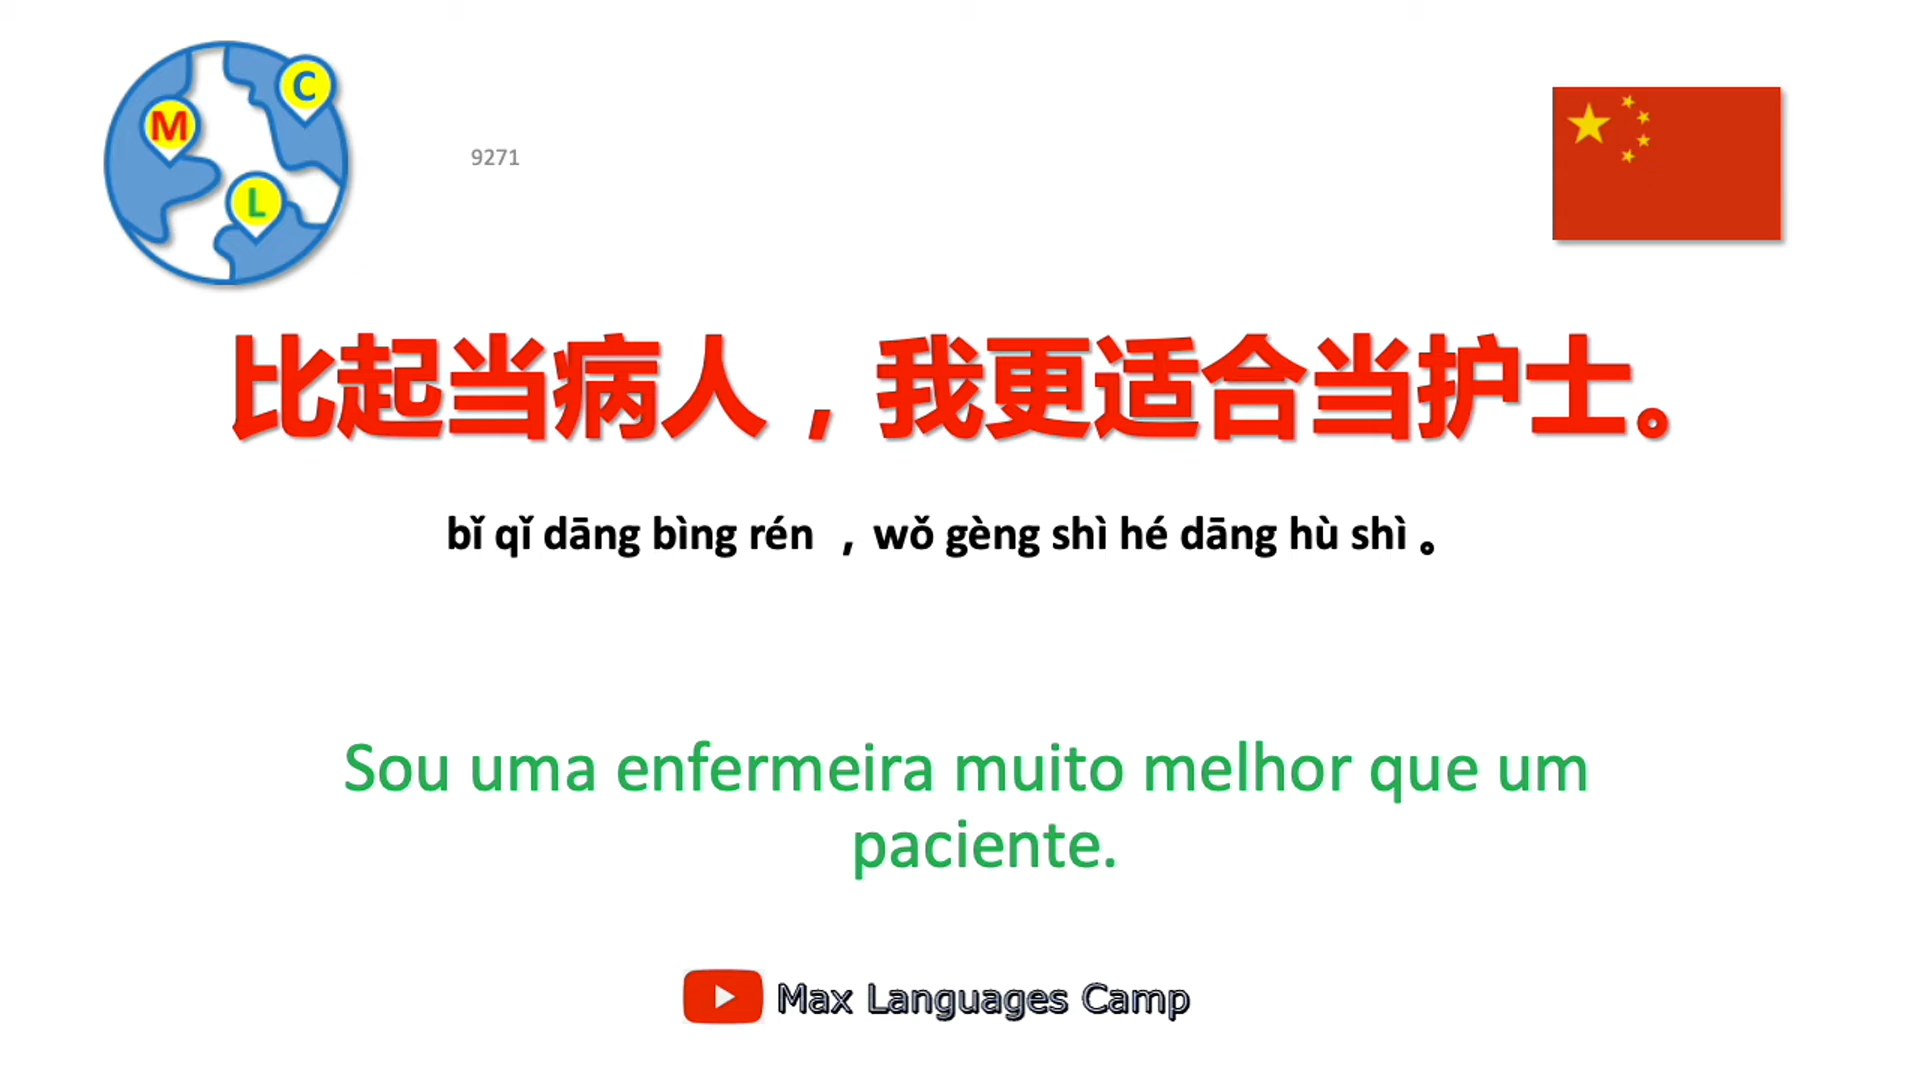 M
C
L
9271
比起当病人，我更适合当护士。
bǐ qǐ dāng bìng rén ，wǒ gèng shì hé dāng hù shì 。
Sou uma enfermeira muito melhor que um
paciente.
Max Languages Camp